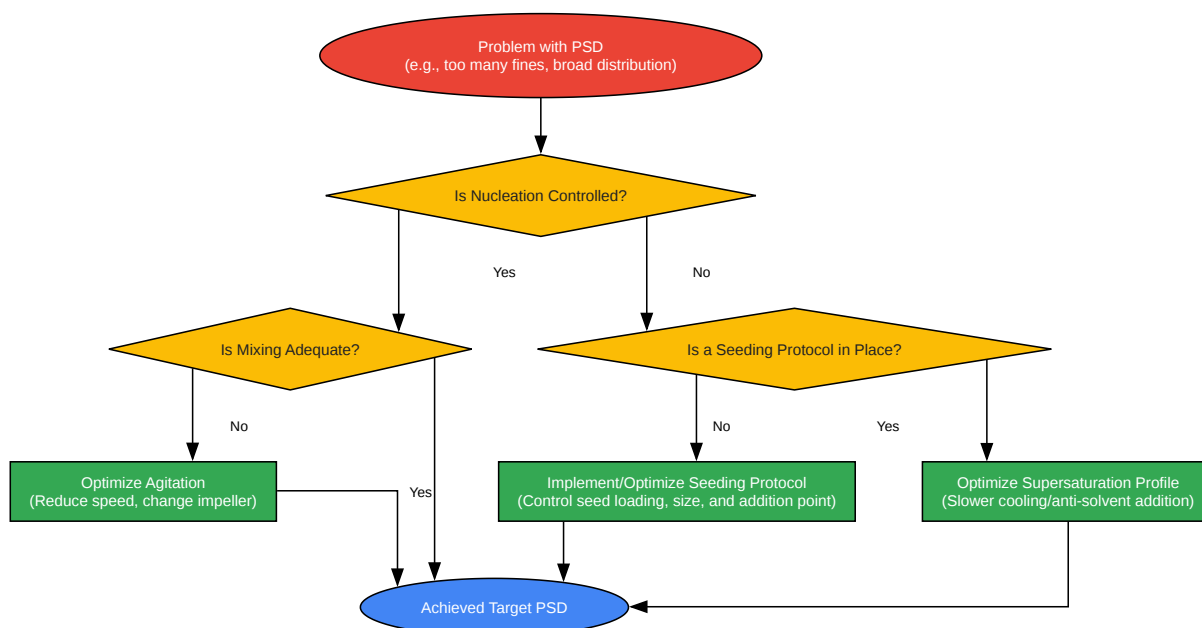 Problem with PSD
(e.g., too many fines, broad distribution)
Is Nucleation Controlled?
Yes
No
Is Mixing Adequate?
Is a Seeding Protocol in Place?
No
No
Yes
Optimize Agitation
(Reduce speed, change impeller)
Yes
Implement/Optimize Seeding Protocol
(Control seed loading, size, and addition point)
Optimize Supersaturation Profile
(Slower cooling/anti-solvent addition)
Achieved Target PSD